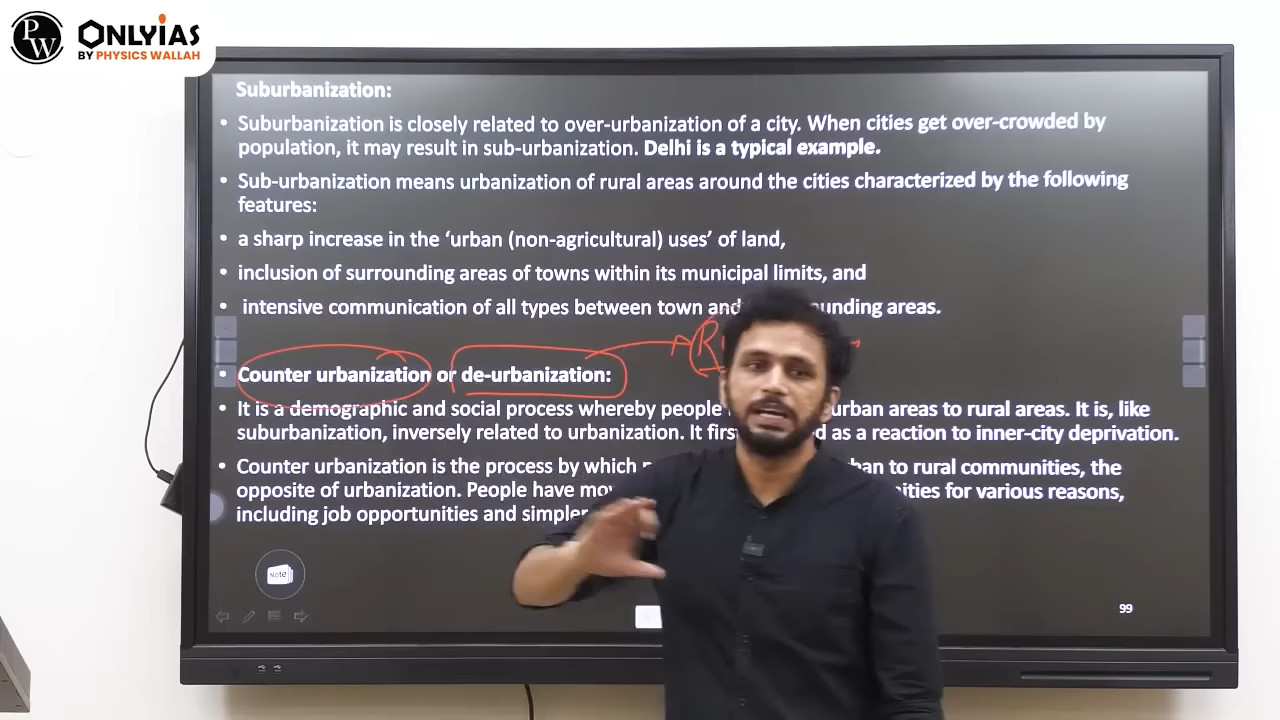 PW
ONLYIAS
BY PHYSICS WALLAH
Suburbanization:
• Suburbanization is closely related to over-urbanization of a city. When cities get over-crowded by
population, it may result in sub-urbanization. Delhi is a typical example.
• Sub-urbanization means urbanization of rural areas around the cities characterized by the following
features:
• a sharp increase in the ‘urban (non-agricultural) uses’ of land,
• inclusion of surrounding areas of towns within its municipal limits, and
• intensive communication of all types between town and areas.
• Counter urbanization or de-urbanization:
• It is a demographic and social process whereby people urban areas to rural areas. It is, like
suburbanization, inversely related to urbanization. It as a reaction to inner-city deprivation.
• Counter urbanization is the process by which to rural communities, the
opposite of urbanization. People have for various reasons,
including job opportunities and simpler
Note
99